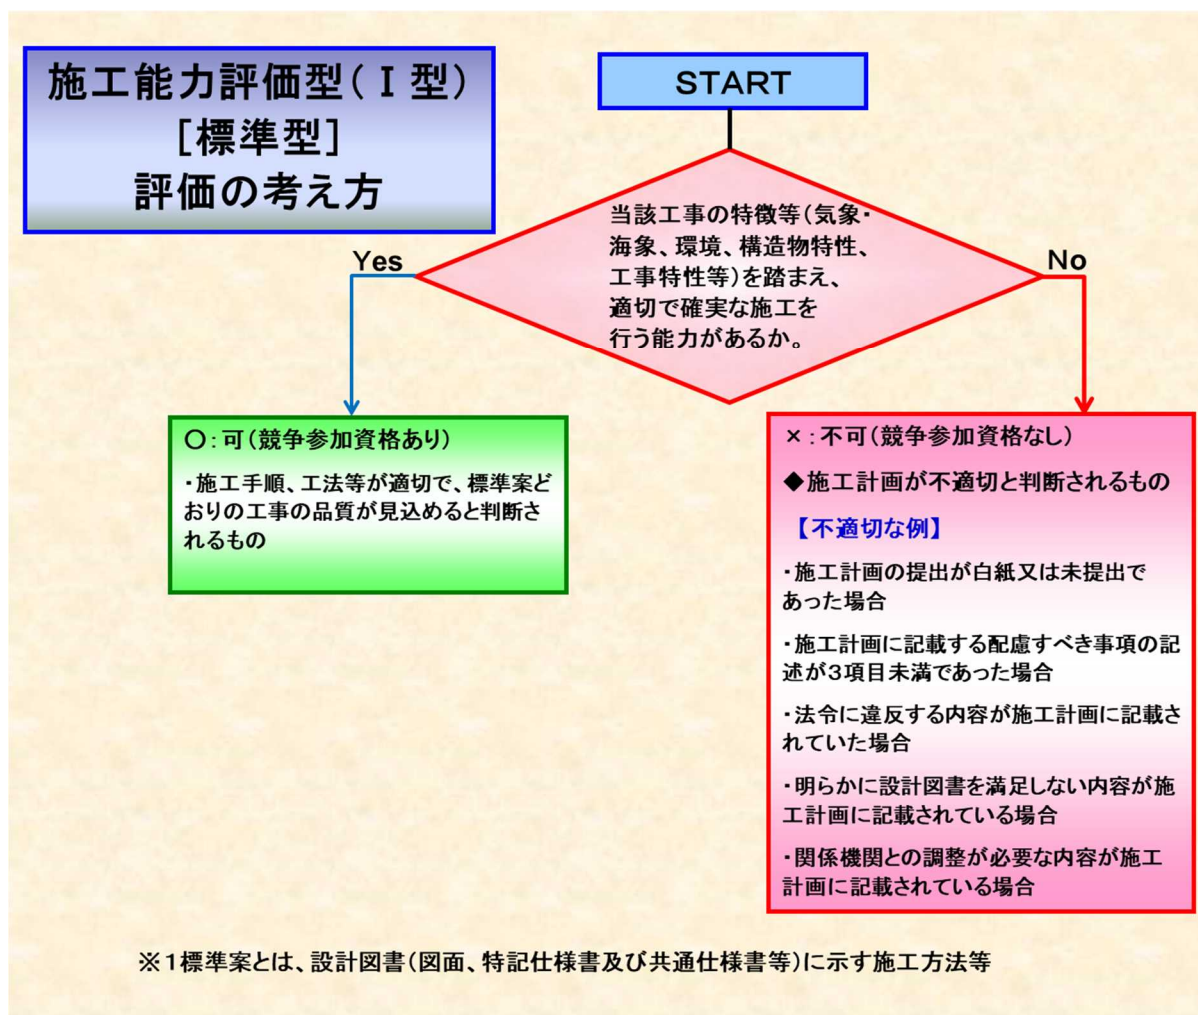 施工能力評価型(Ⅰ型)
[標準型]
評価の考え方
START
当該工事の特徴等(気象・
海象、環境、構造物特性、
工事特性等)を踏まえ、
適切で確実な施工を
行う能力があるか。
Yes
No
〇:可(競争参加資格あり)
・施工手順、工法等が適切で、標準案ど
おりの工事の品質が見込めると判断さ
れるもの
×:不可(競争参加資格なし)
◆施工計画が不適切と判断されるもの
【不適切な例】
・施工計画の提出が白紙又は未提出で
あった場合
・施工計画に記載する配慮すべき事項の記
述が3項目未満であった場合
・法令に違反する内容が施工計画に記載さ
れていた場合
・明らかに設計図書を満足しない内容が施
工計画に記載されている場合
・関係機関との調整が必要な内容が施工
計画に記載されている場合
※1標準案とは、設計図書(図面、特記仕様書及び共通仕様書等)に示す施工方法等